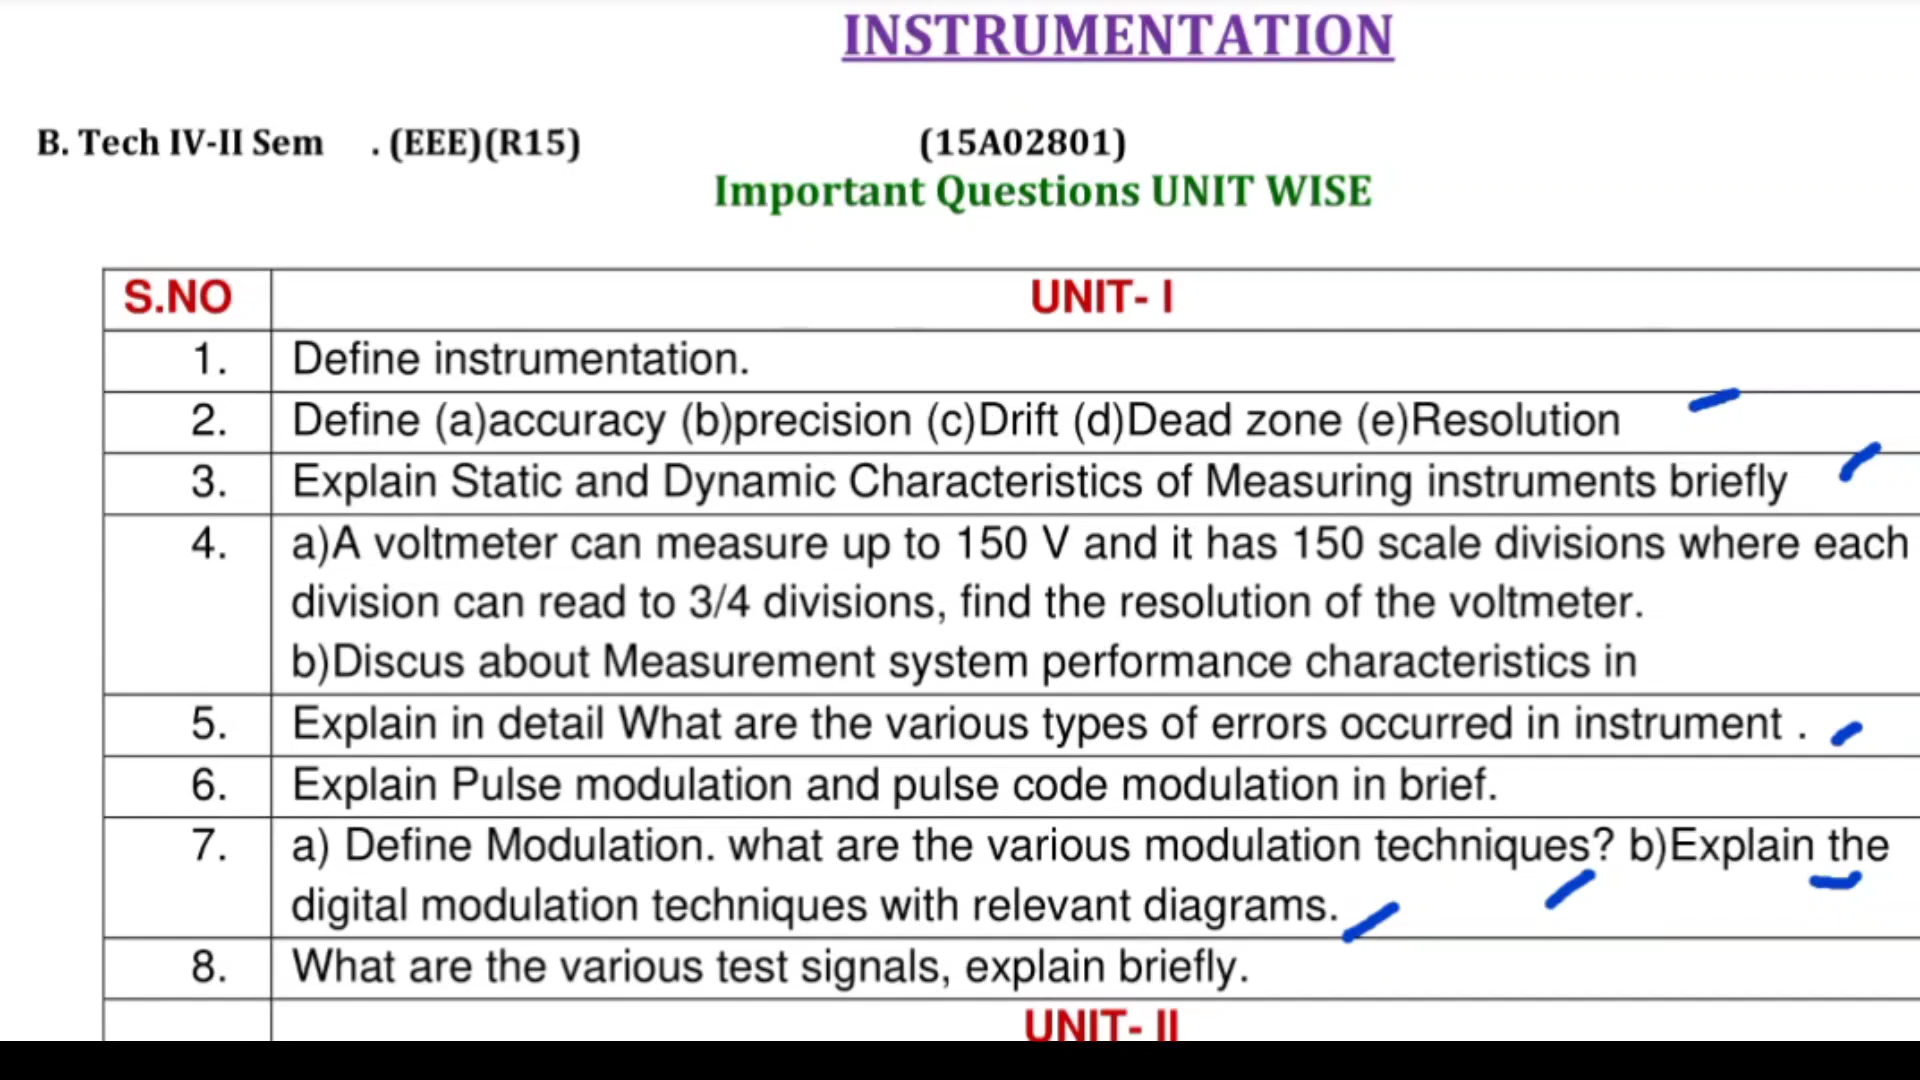 INSTRUMENTATION
B. Tech IV-II Sem . (EEE)(R15) (15A02801)
Important Questions UNIT WISE
S.NO UNIT- I
1. Define instrumentation.
2. Define (a)accuracy (b)precision (c)Drift (d)Dead zone (e)Resolution
3. Explain Static and Dynamic Characteristics of Measuring instruments briefly
4. a)A voltmeter can measure up to 150 V and it has 150 scale divisions where each
division can read to 3/4 divisions, find the resolution of the voltmeter.
b)Discus about Measurement system performance characteristics in
5. Explain in detail What are the various types of errors occurred in instrument .
6. Explain Pulse modulation and pulse code modulation in brief.
7. a) Define Modulation. what are the various modulation techniques? b)Explain the
digital modulation techniques with relevant diagrams.
8. What are the various test signals, explain briefly.
UNIT- II